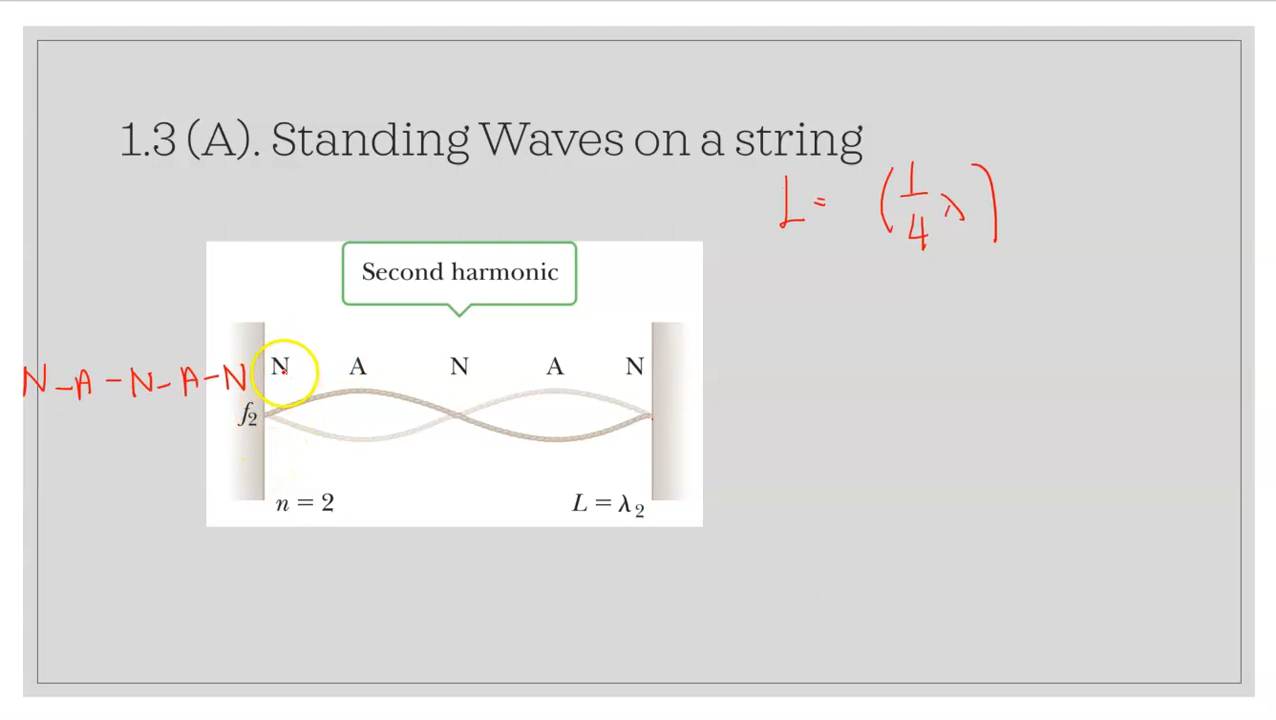 1.3 (A). Standing Waves on a string
L = (1/4 λ)
Second harmonic
N A N A N
N-A-N-A-N
f₂
n = 2
L = λ₂